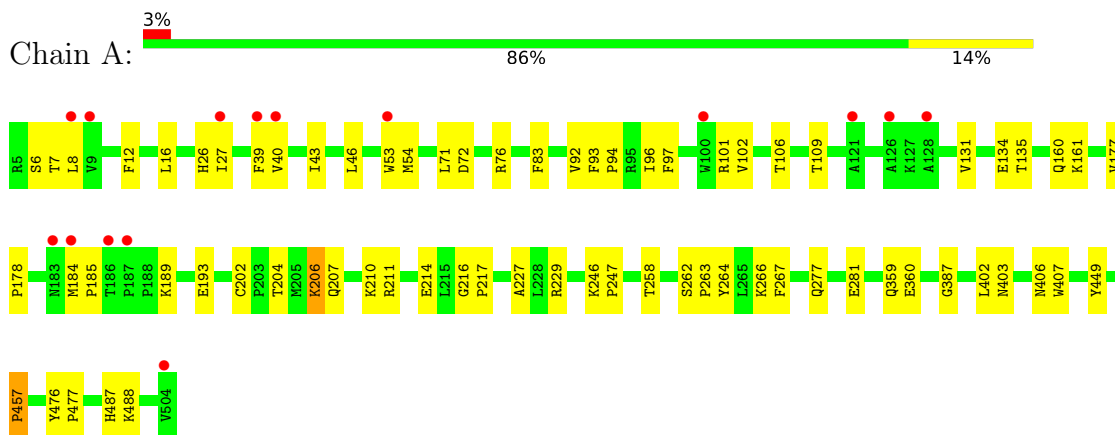 3%
Chain A:
86% 14%
R5 S6 T7 L8 V9 F12 L16 H26 I27 F39 V40 I43 L46 W53 M54 L71 D72 R76 F83 V92 F93 P94 R95 I96 F97 W100 R101 V102 T106 T109 A121 A126 K127 A128 V131 E134 T135 Q160 K161 V177
P178 N183 M184 P185 T186 P187 P188 K189 E193 C202 P203 T204 M205 K206 Q207 K210 R211 E214 L215 G216 P217 A227 L228 R229 K246 P247 T258 S262 P263 Y264 L265 K266 F267 Q277 E281 Q359 E360 G387 L402 N403 N406 W407 Y449
P457 Y476 P477 H487 K488 V504